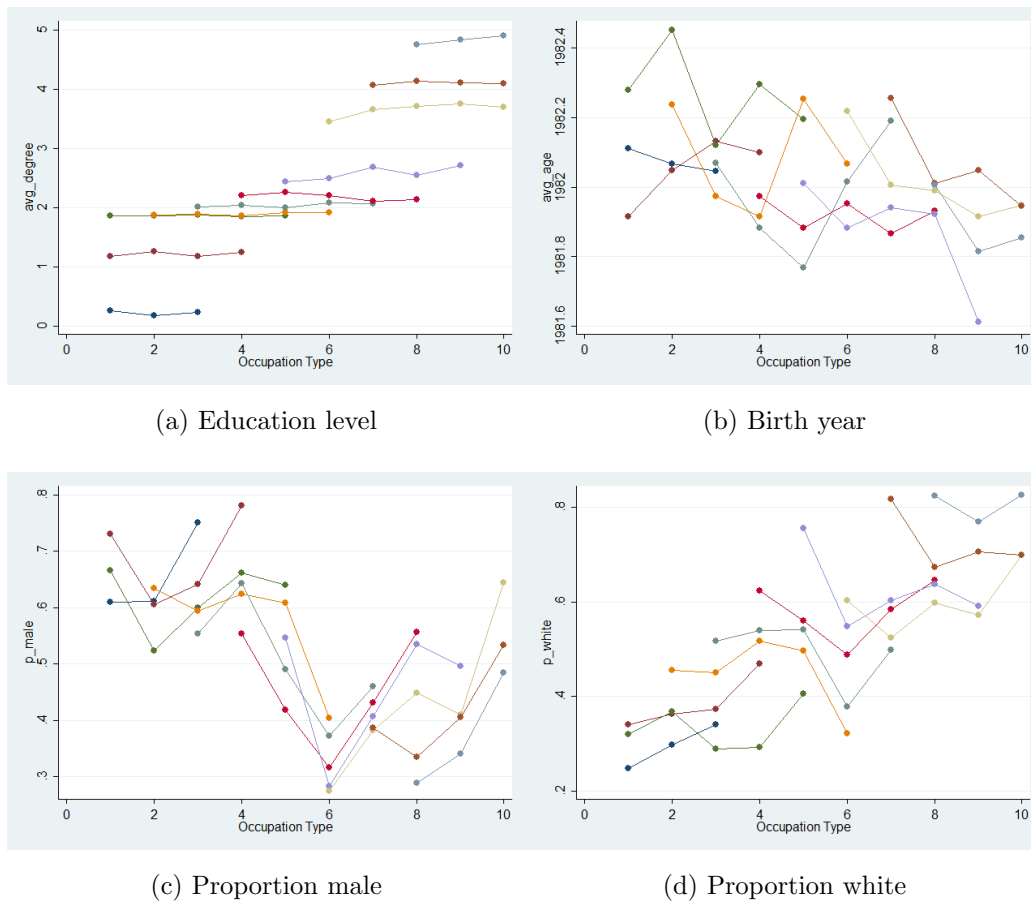 avg_degree
5
4
3
2
1
0
0 2 4 6 8 10
Occupation Type
(a) Education level
avg_age
1982.4
1982.2
1982
1981.8
1981.6
0 2 4 6 8 10
Occupation Type
(b) Birth year
p_male
.8
.7
.6
.5
.4
.3
0 2 4 6 8 10
Occupation Type
(c) Proportion male
p_white
.8
.6
.4
.2
0 2 4 6 8 10
Occupation Type
(d) Proportion white